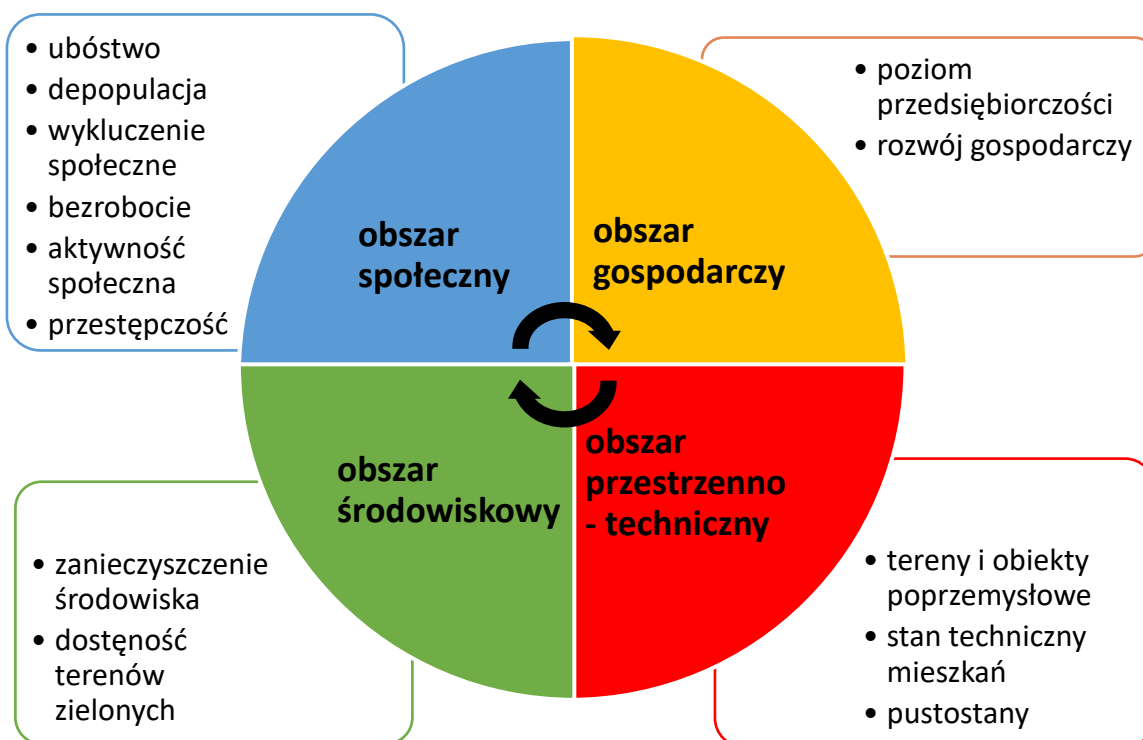 • ubóstwo
• depopulacja
• wykluczenie
społeczne
• bezrobocie
• aktywność
społeczna
• przestępczość
• poziom
przedsiębiorczości
• rozwój gospodarczy
obszar
społeczny
obszar
gospodarczy
obszar
środowiskowy
obszar
przestrzenno
- techniczny
• zanieczyszczenie
środowiska
• dostęność
terenów
zielonych
• tereny i obiekty
poprzemysłowe
• stan techniczny
mieszkań
• pustostany